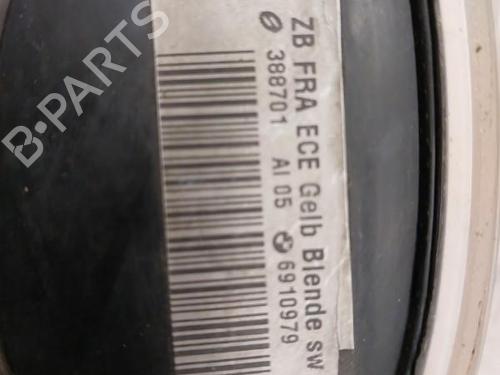 ZB FRA ECE Gelb Blende sw
388701 AI 05 6910979
B-PARTS